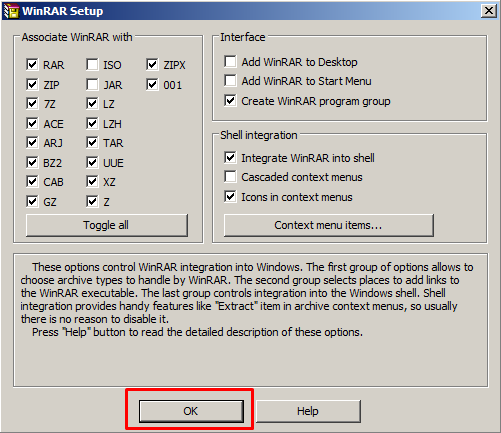 WinRAR Setup
Associate WinRAR with
RAR
ZIP
7Z
ACE
ARJ
BZ2
CAB
GZ
ISO
JAR
LZ
LZH
TAR
UUE
XZ
Z
ZIPX
001
Toggle all
Interface
Add WinRAR to Desktop
Add WinRAR to Start Menu
Create WinRAR program group
Shell integration
Integrate WinRAR into shell
Cascaded context menus
Icons in context menus
Context menu items...
These options control WinRAR integration into Windows. The first group of options allows to
choose archive types to handle by WinRAR. The second group selects places to add links to
the WinRAR executable. The last group controls integration into the Windows shell. Shell
integration provides handy features like "Extract" item in archive context menus, so usually
there is no reason to disable it.
Press "Help" button to read the detailed description of these options.
OK
Help